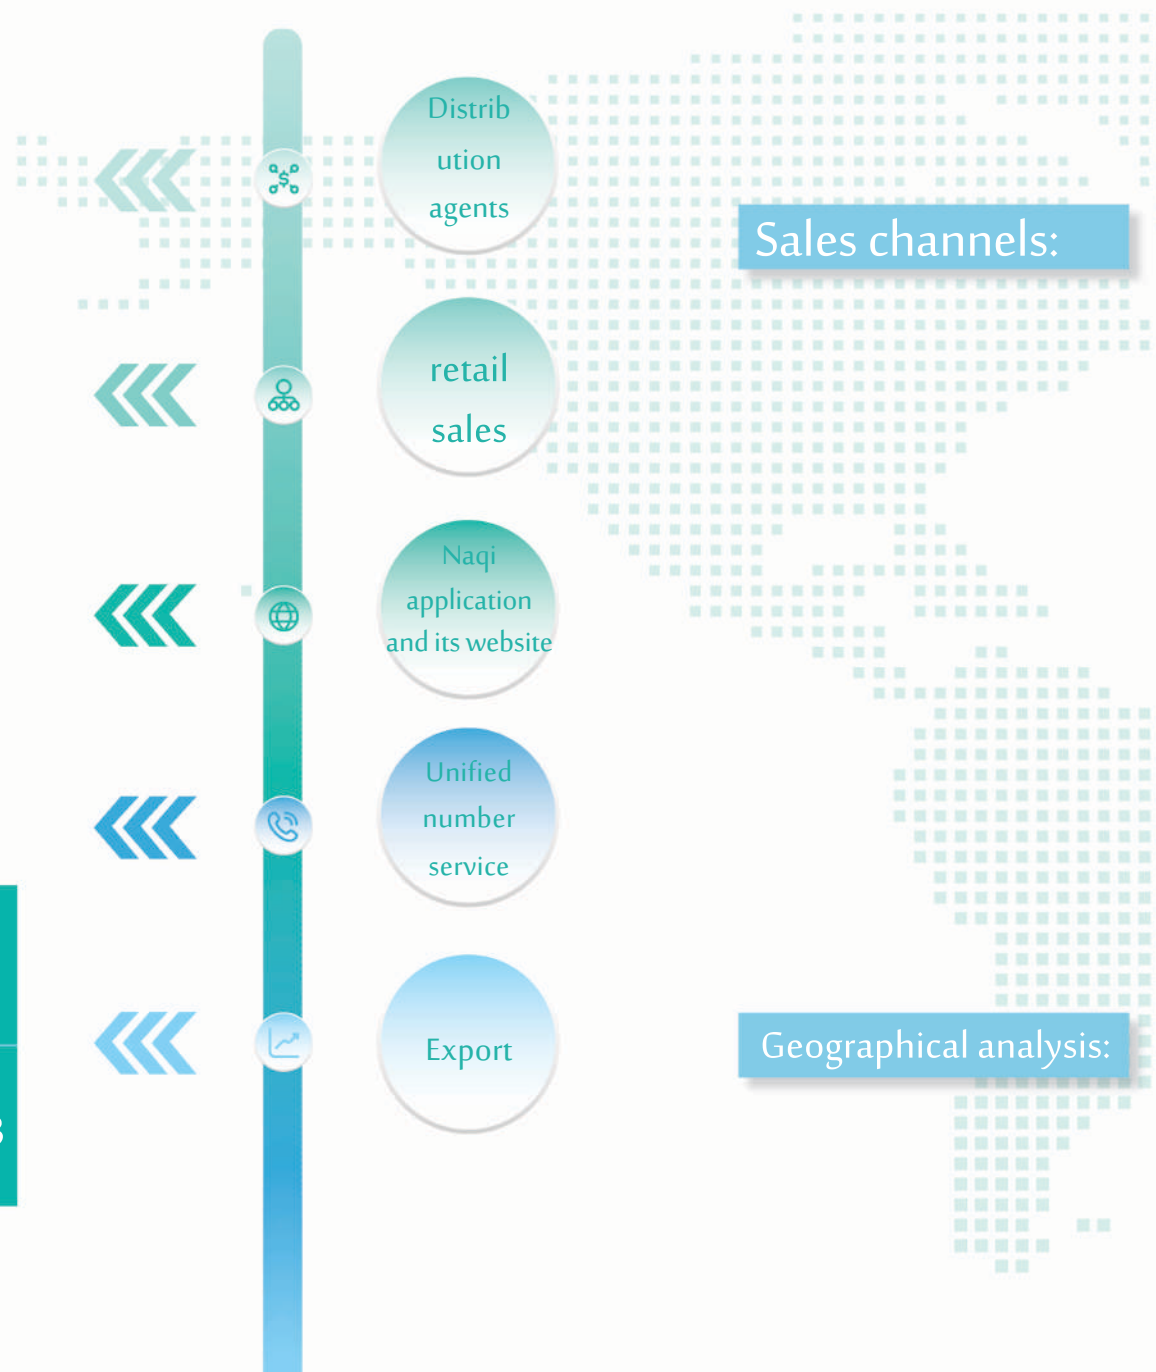 Sales channels:
Distrib
ution
agents
retail
sales
Naqi
application
and its website
Unified
number
service
Export
Geographical analysis: